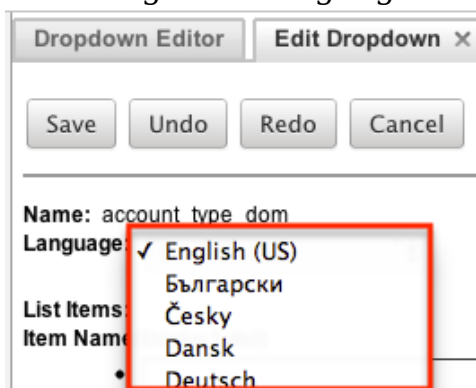 Dropdown Editor Edit Dropdown ×
Save Undo Redo Cancel
Name: account_type_dom
Language: ✓ English (US)
Български
List Items:
Česky
Item Name
Dansk
Deutsch